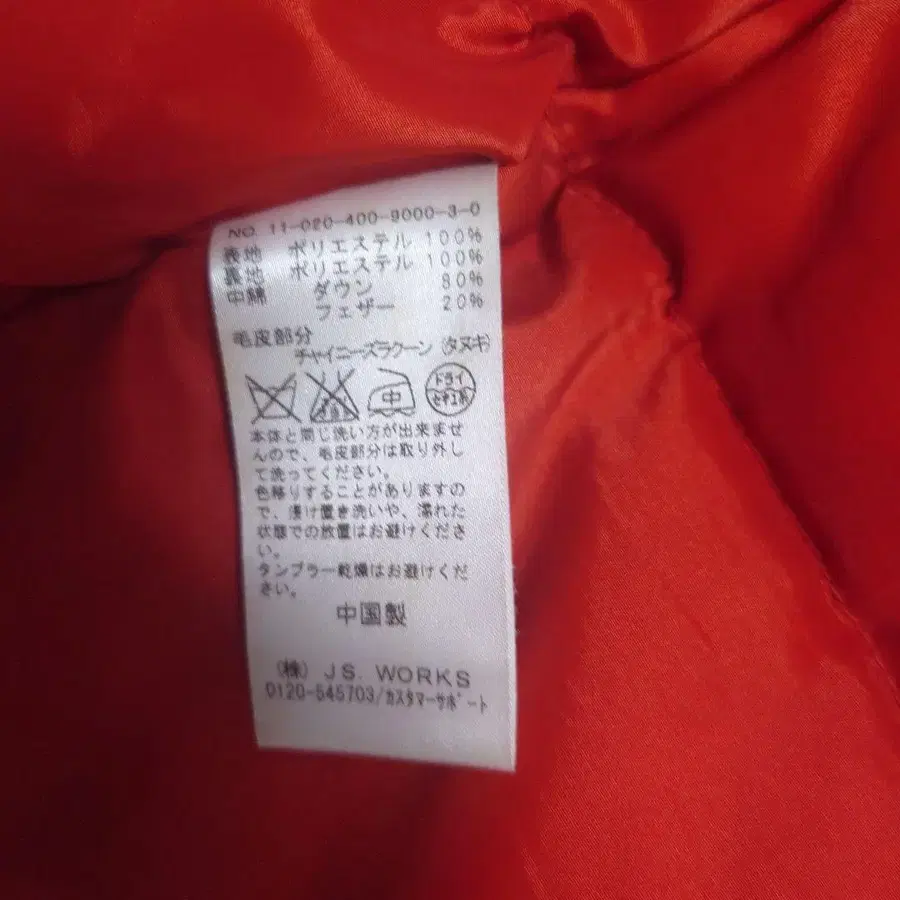 NO. 11-020-400-9000-3-0
表地 ポリエステル 100%
裏地 ポリエステル 100%
中綿 ダウン 80%
フェザー 20%
毛皮部分
チャイニーズラクーン (タヌキ)
中 ドライ
セキユ系
本体と同じ洗い方が出来ませ
んので、毛皮部分は取り外し
て洗ってください。
色移りすることがありますの
で、浸け置き洗いや、濡れた
状態での放置はお避けくださ
い。
タンブラー乾燥はお避けくだ
さい。
中国製
(株) JS. WORKS
0120-545703/カスタマーサポート